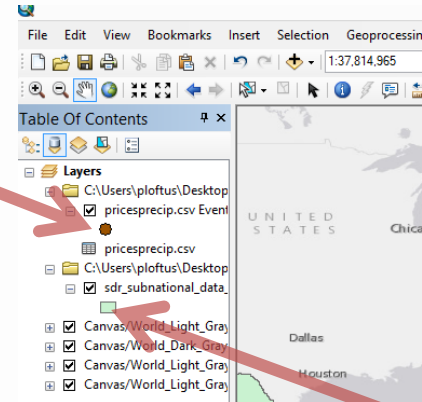 File Edit View Bookmarks Insert Selection Geoprocessin
1:37,814,965
Table Of Contents
Layers
C:\Users\ploftus\Desktop
pricesprecip.csv Event
pricesprecip.csv
C:\Users\ploftus\Desktop
sdr_subnational_data_
Canvas/World_Light_Gray
Canvas/World_Dark_Gray
Canvas/World_Light_Gray
Canvas/World_Light_Gray
UNITED
STATES
Chica
Dallas
Houston